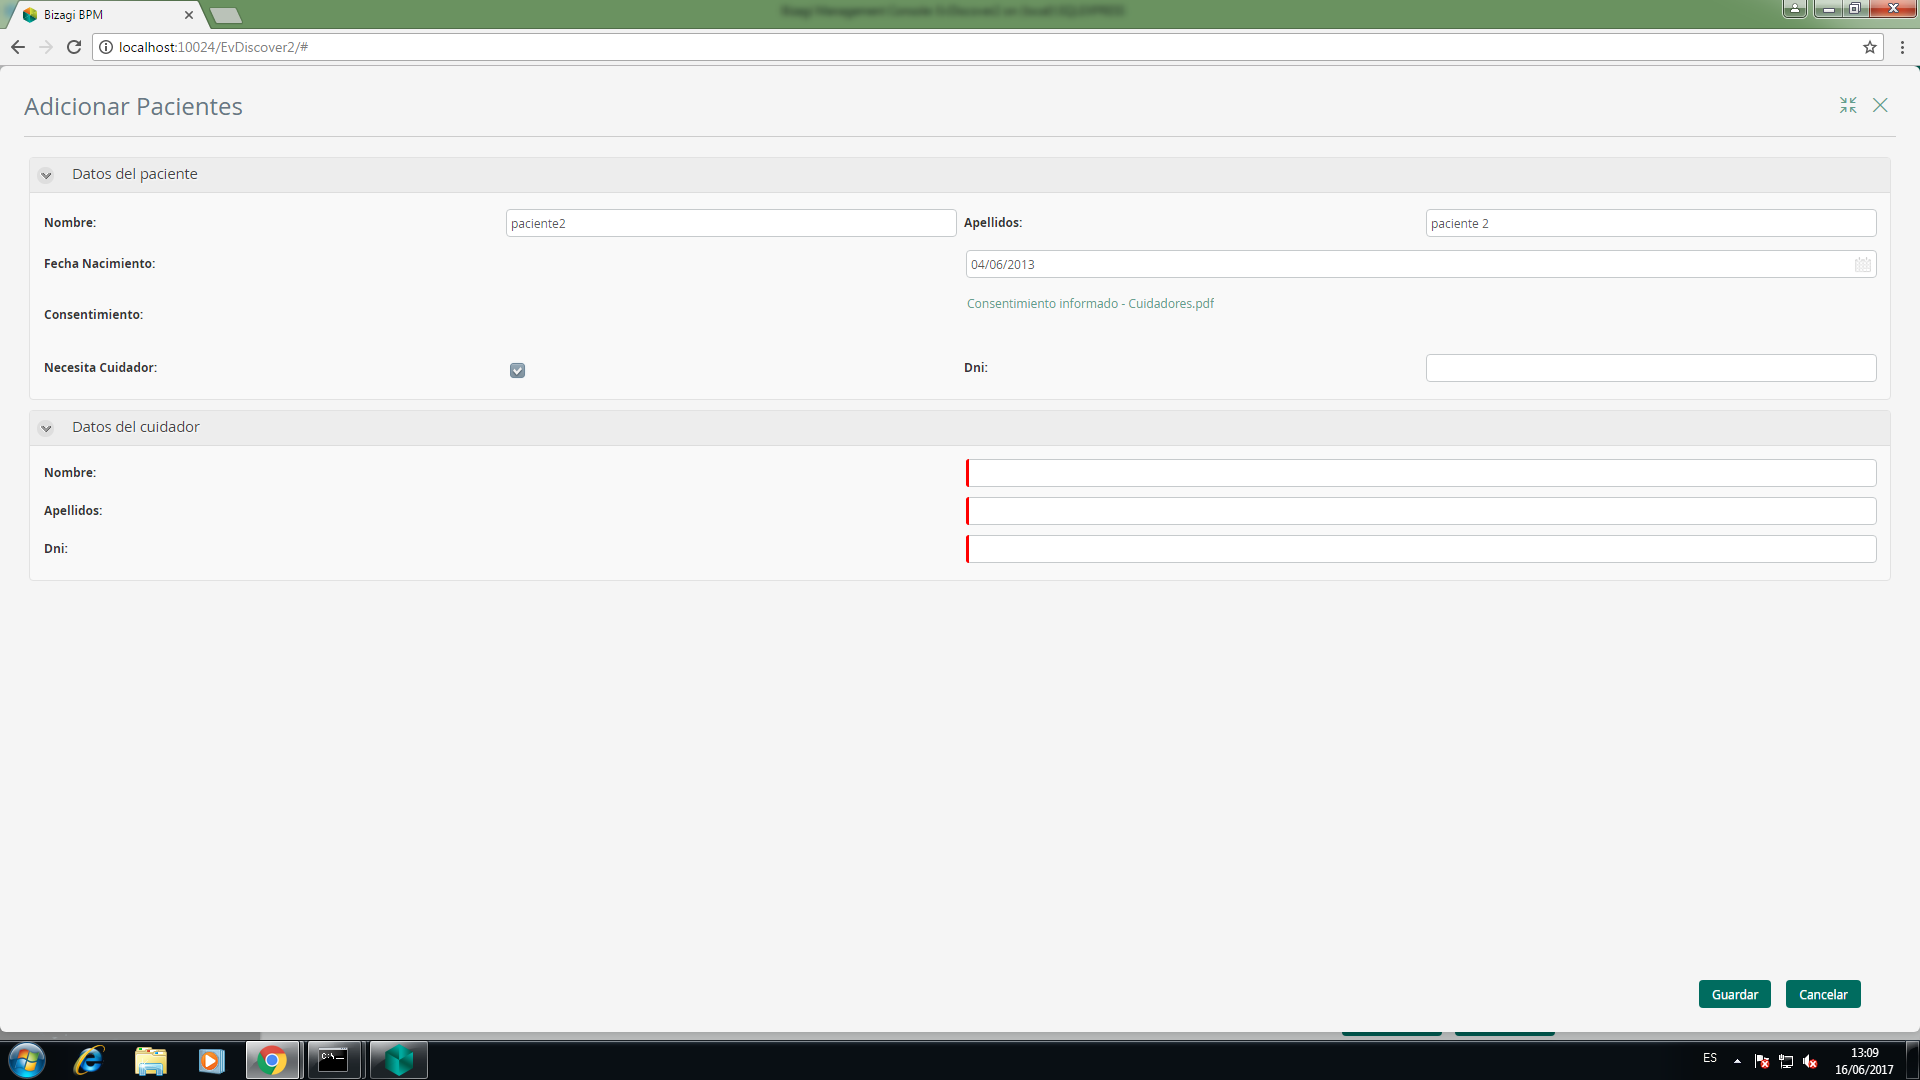 Bizagi BPM
localhost:10024/EvDiscover2/#
Adicionar Pacientes
Datos del paciente
Nombre: paciente2 Apellidos: paciente 2
Fecha Nacimiento: 04/06/2013
Consentimiento: Consentimiento informado - Cuidadores.pdf
Necesita Cuidador: Dni:
Datos del cuidador
Nombre:
Apellidos:
Dni:
Guardar Cancelar
ES 13:09
16/06/2017